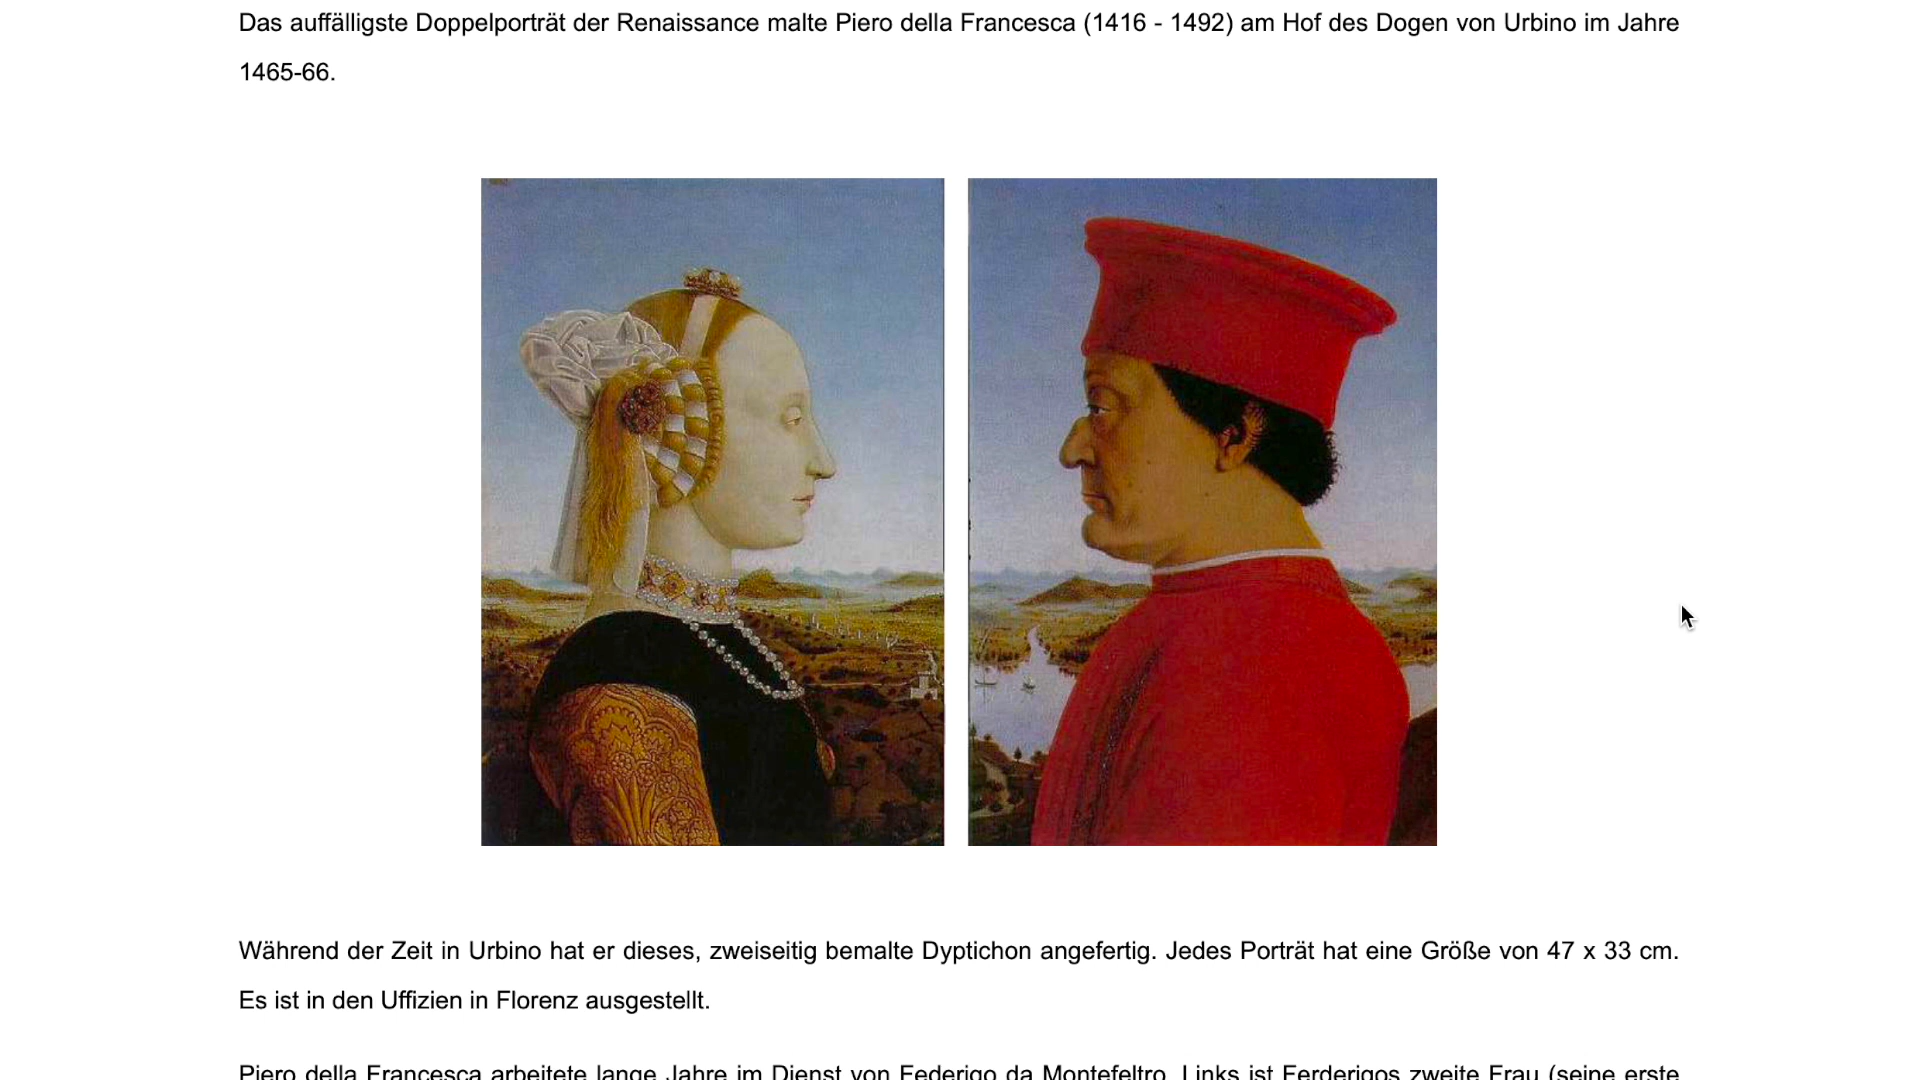 Das auffälligste Doppelporträt der Renaissance malte Piero della Francesca (1416 - 1492) am Hof des Dogen von Urbino im Jahre
1465-66.
Während der Zeit in Urbino hat er dieses, zweiseitig bemalte Dyptichon angefertig. Jedes Porträt hat eine Größe von 47 x 33 cm.
Es ist in den Uffizien in Florenz ausgestellt.
Piero della Francesca arbeitete lange Jahre im Dienst von Federigo da Montefeltro. Links ist Ferderigos zweite Frau (seine erste